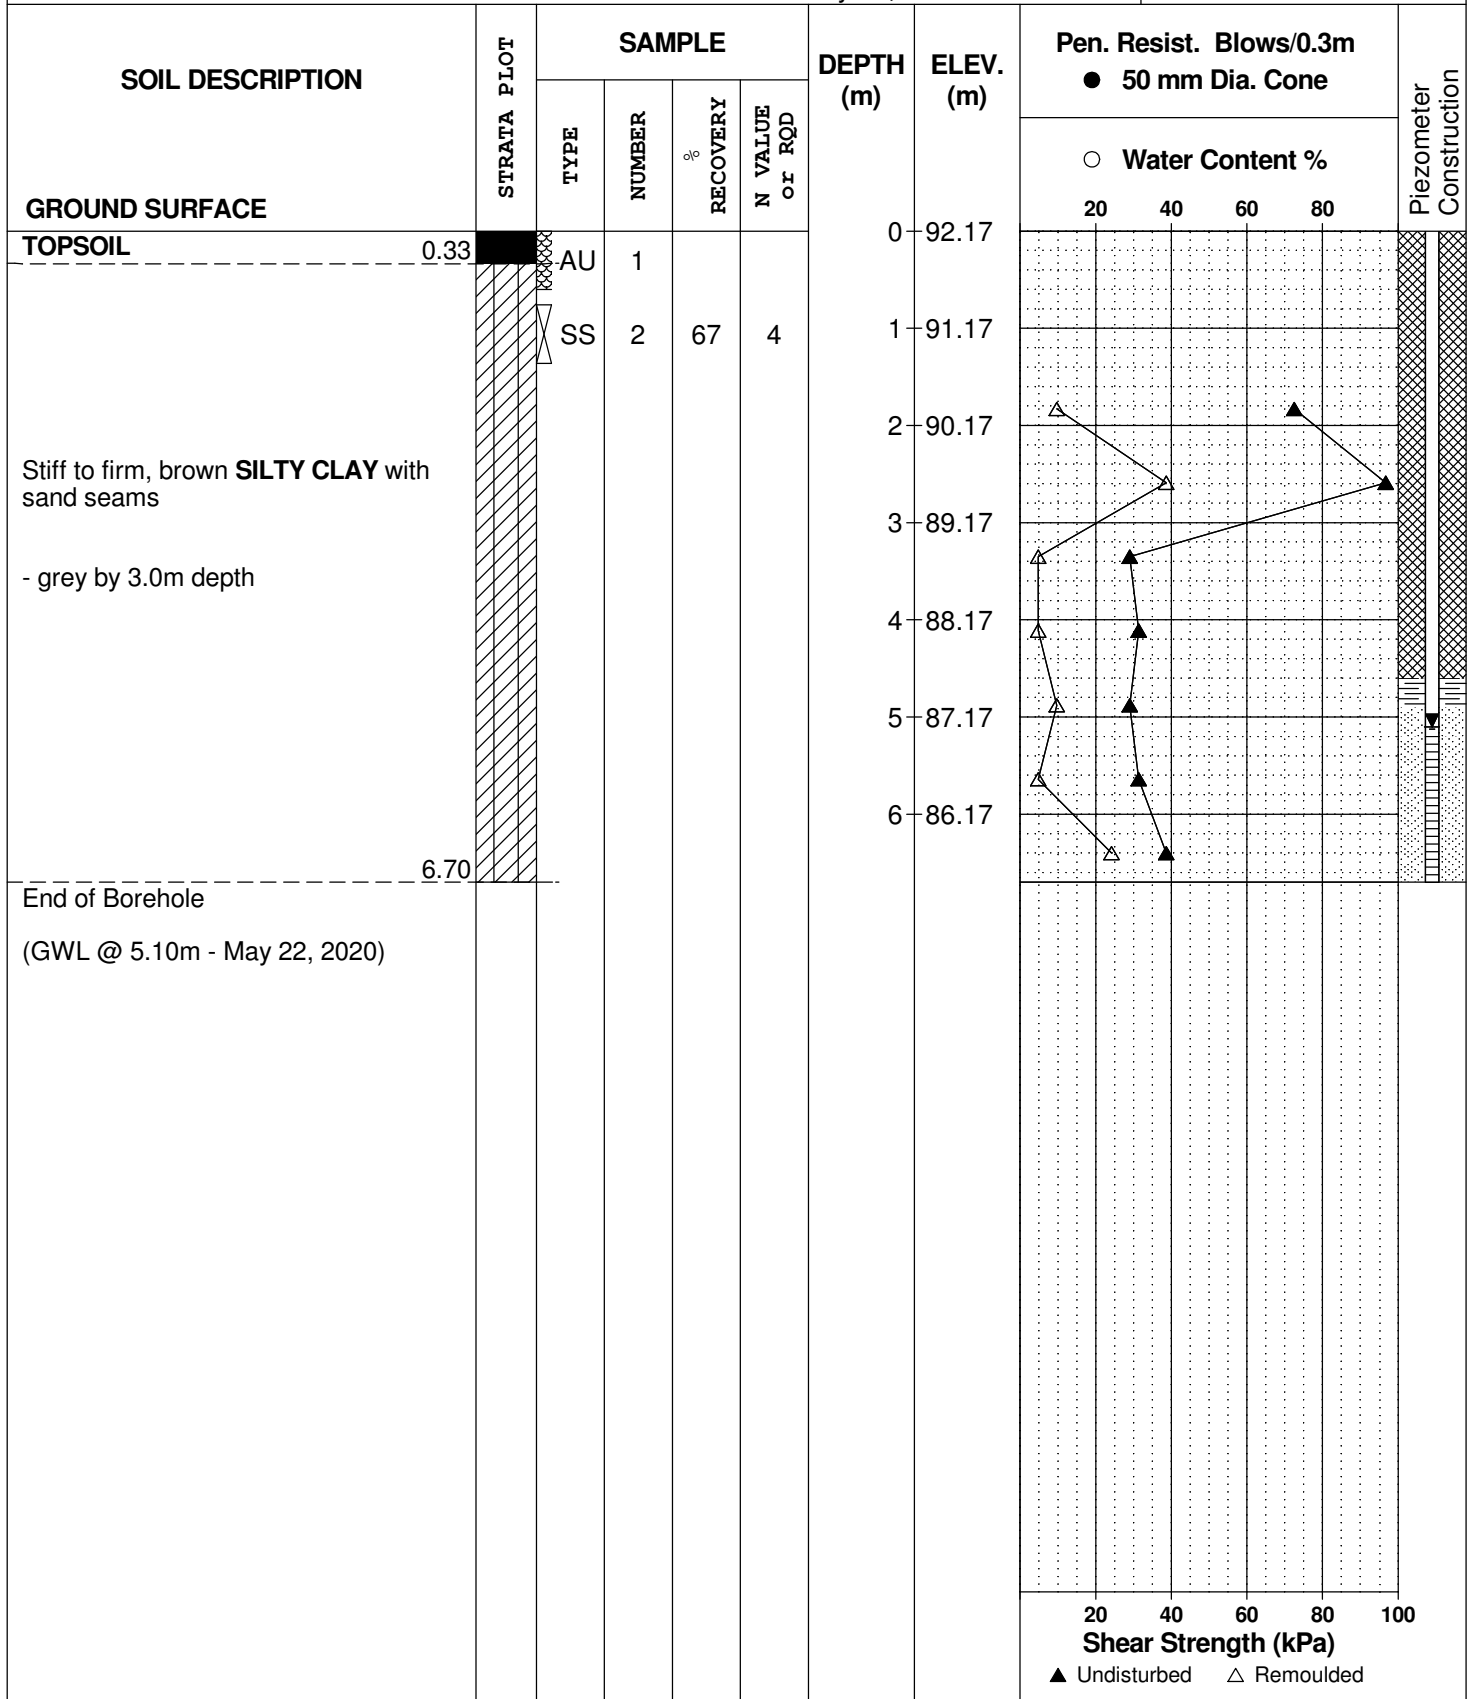 SOIL DESCRIPTION
GROUND SURFACE
STRATA PLOT
SAMPLE
TYPE
NUMBER
%
RECOVERY
N VALUE
or RQD
DEPTH
(m)
ELEV.
(m)
Pen. Resist. Blows/0.3m
● 50 mm Dia. Cone
○ Water Content %
20 40 60 80
Piezometer
Construction
TOPSOIL 0.33
AU 1
SS 2 67 4
0 92.17
1 91.17
2 90.17
Stiff to firm, brown SILTY CLAY with
sand seams
3 89.17
- grey by 3.0m depth
4 88.17
5 87.17
6 86.17
6.70
End of Borehole
(GWL @ 5.10m - May 22, 2020)
20 40 60 80 100
Shear Strength (kPa)
▲ Undisturbed △ Remoulded